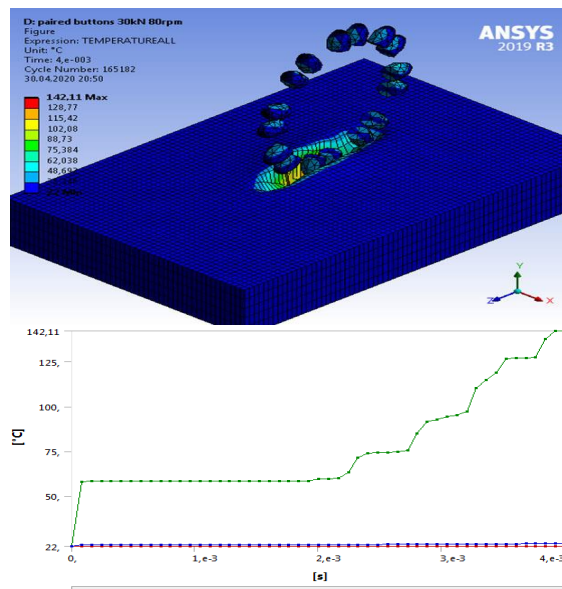 D: paired buttons 30kN 80rpm
Figure
Expression: TEMPERATUREALL
Unit: °C
Time: 4,e-003
Cycle Number: 165182
30.04.2020 20:50
142,11 Max
128,77
115,42
102,08
88,73
75,384
62,038
48,692
ANSYS
2019 R3
Y
Z
X
142,11
125,
100,
75,
50,
22,
[°C]
0,
1,e-3
2,e-3
3,e-3
4,e-3
[s]